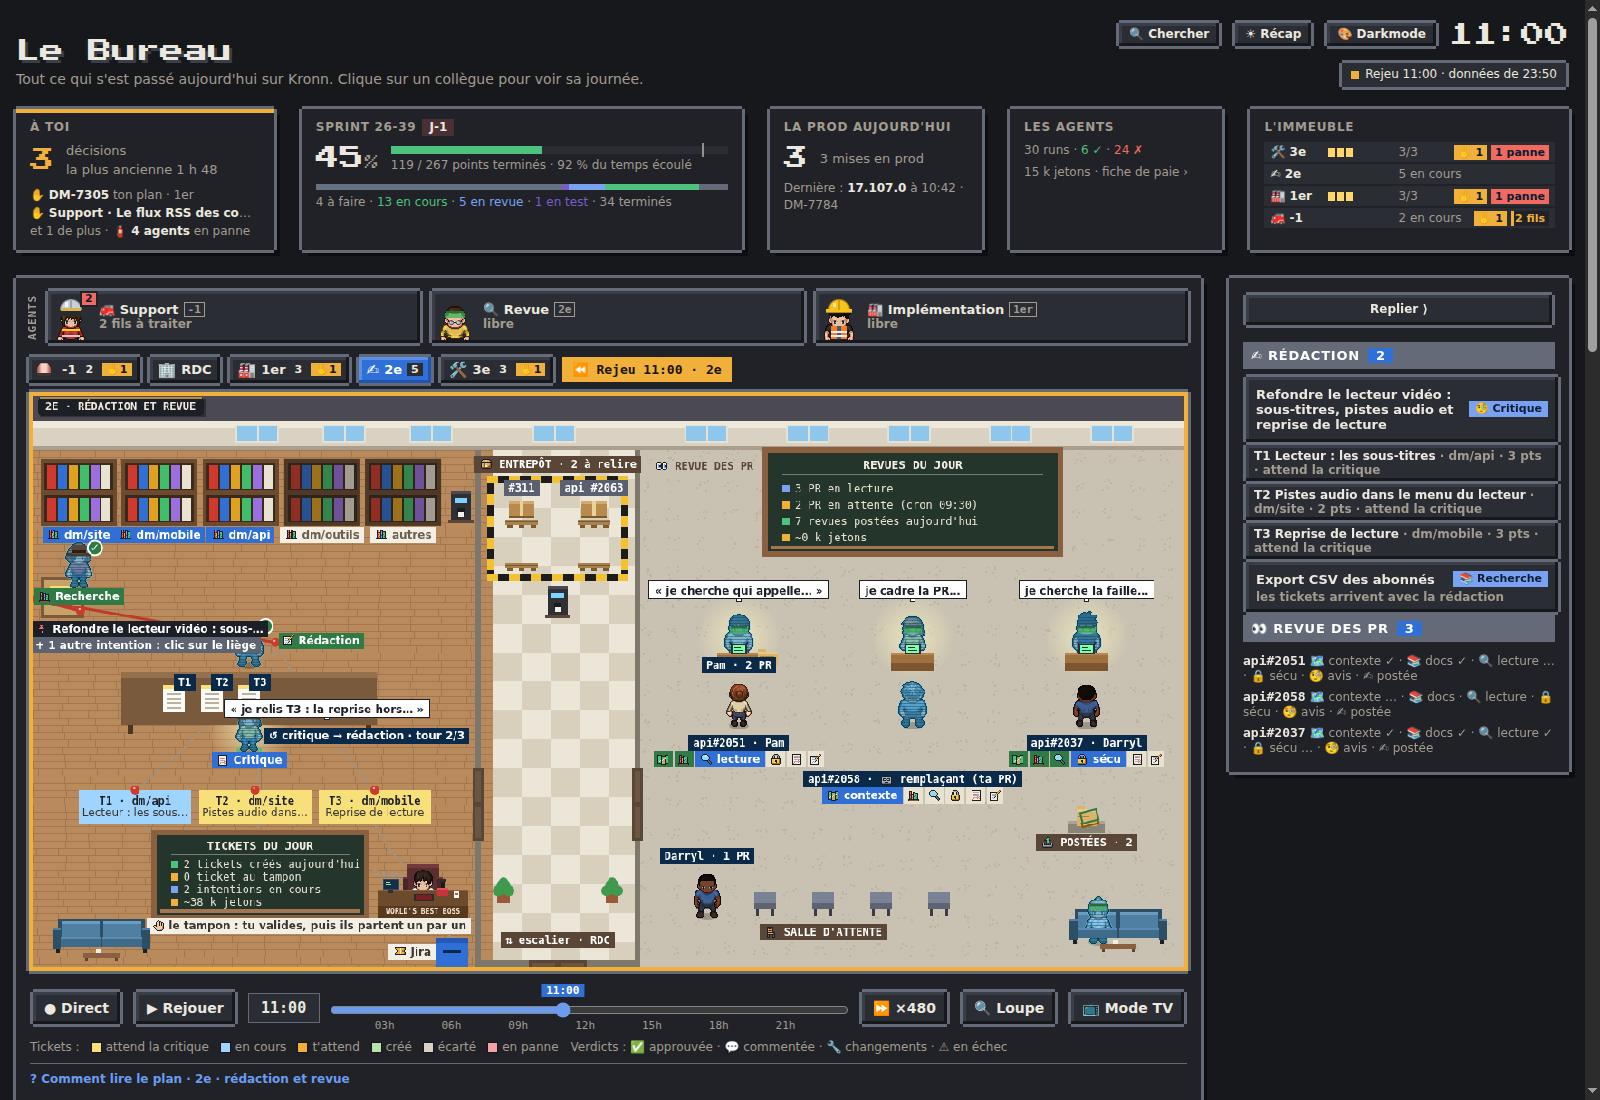 Le Bureau
Tout ce qui s'est passé aujourd'hui sur Kronn. Clique sur un collègue pour voir sa journée.
🔍 Chercher
☀ Récap
🎨 Darkmode
11:00
Rejeu 11:00 · données de 23:50
À TOI
3
décisions
la plus ancienne 1 h 48
✋ DM-7305 ton plan · 1er
✋ Support · Le flux RSS des co…
et 1 de plus · 4 agents en panne
SPRINT 26-39 J-1
45%
119 / 267 points terminés · 92 % du temps écoulé
4 à faire · 13 en cours · 5 en revue · 1 en test · 34 terminés
LA PROD AUJOURD'HUI
3 3 mises en prod
Dernière : 17.107.0 à 10:42 ·
DM-7784
LES AGENTS
30 runs · 6 ✓ · 24 ✗
15 k jetons · fiche de paie ›
L'IMMEUBLE
🛠 3e 3/3 ✋ 1 1 panne
✍ 2e 5 en cours
🏭 1er 3/3 ✋ 1 1 panne
🚒 -1 2 en cours ✋ 1 2 fils
AGENTS
2
🚒 Support -1
2 fils à traiter
🔍 Revue 2e
libre
🏭 Implémentation 1er
libre
-1 2 ✋1
🏢 RDC
🏭 1er 3 ✋1
✍ 2e 5
🛠 3e 3 ✋1
⏪ Rejeu 11:00 · 2e
2E · RÉDACTION ET REVUE
ENTREPÔT · 2 à relire
#311
api #2063
REVUE DES PR
REVUES DU JOUR
3 PR en lecture
2 PR en attente (cron 09:30)
7 revues postées aujourd'hui
~0 k jetons
dm/site
dm/mobile
dm/api
dm/outils
autres
Recherche
Refondre le lecteur vidéo : sous-…
+ 1 autre intention : clic sur le liège
Rédaction
T1
T2
T3
« je relis T3 : la reprise hors… »
↺ critique → rédaction · tour 2/3
Critique
T1 · dm/api
Lecteur : les sous…
T2 · dm/site
Pistes audio dans…
T3 · dm/mobile
Reprise de lecture
TICKETS DU JOUR
2 tickets créés aujourd'hui
0 ticket au tampon
2 intentions en cours
~38 k jetons
WORLD'S BEST BOSS
le tampon : tu valides, puis ils partent un par un
Jira
⇅ escalier · RDC
« je cherche qui appelle… »
je cadre la PR…
je cherche la faille…
Pam · 2 PR
api#2051 · Pam
lecture
api#2037 · Darryl
sécu
api#2058 · remplaçant (ta PR)
contexte
POSTÉES · 2
Darryl · 1 PR
SALLE D'ATTENTE
● Direct
▶ Rejouer
11:00
11:00
03h 06h 09h 12h 15h 18h 21h
⏩ ×480
🔍 Loupe
📺 Mode TV
Tickets : attend la critique en cours t'attend créé écarté en panne Verdicts : ✅ approuvée · 💬 commentée · 🔧 changements · ⚠ en échec
? Comment lire le plan · 2e · rédaction et revue
Replier ⟩
✍ RÉDACTION 2
Refondre le lecteur vidéo :
sous-titres, pistes audio et
reprise de lecture
🧐 Critique
T1 Lecteur : les sous-titres · dm/api · 3 pts
· attend la critique
T2 Pistes audio dans le menu du lecteur ·
dm/site · 2 pts · attend la critique
T3 Reprise de lecture · dm/mobile · 3 pts ·
attend la critique
Export CSV des abonnés
📚 Recherche
les tickets arrivent avec la rédaction
👀 REVUE DES PR 3
api#2051 🗺 contexte ✓ · 📚 docs ✓ · 🔍 lecture …
· 🔒 sécu · 🧐 avis · ✍ postée
api#2058 🗺 contexte … · 📚 docs · 🔍 lecture · 🔒
sécu · 🧐 avis · ✍ postée
api#2037 🗺 contexte ✓ · 📚 docs ✓ · 🔍 lecture ✓
· 🔒 sécu … · 🧐 avis · ✍ postée